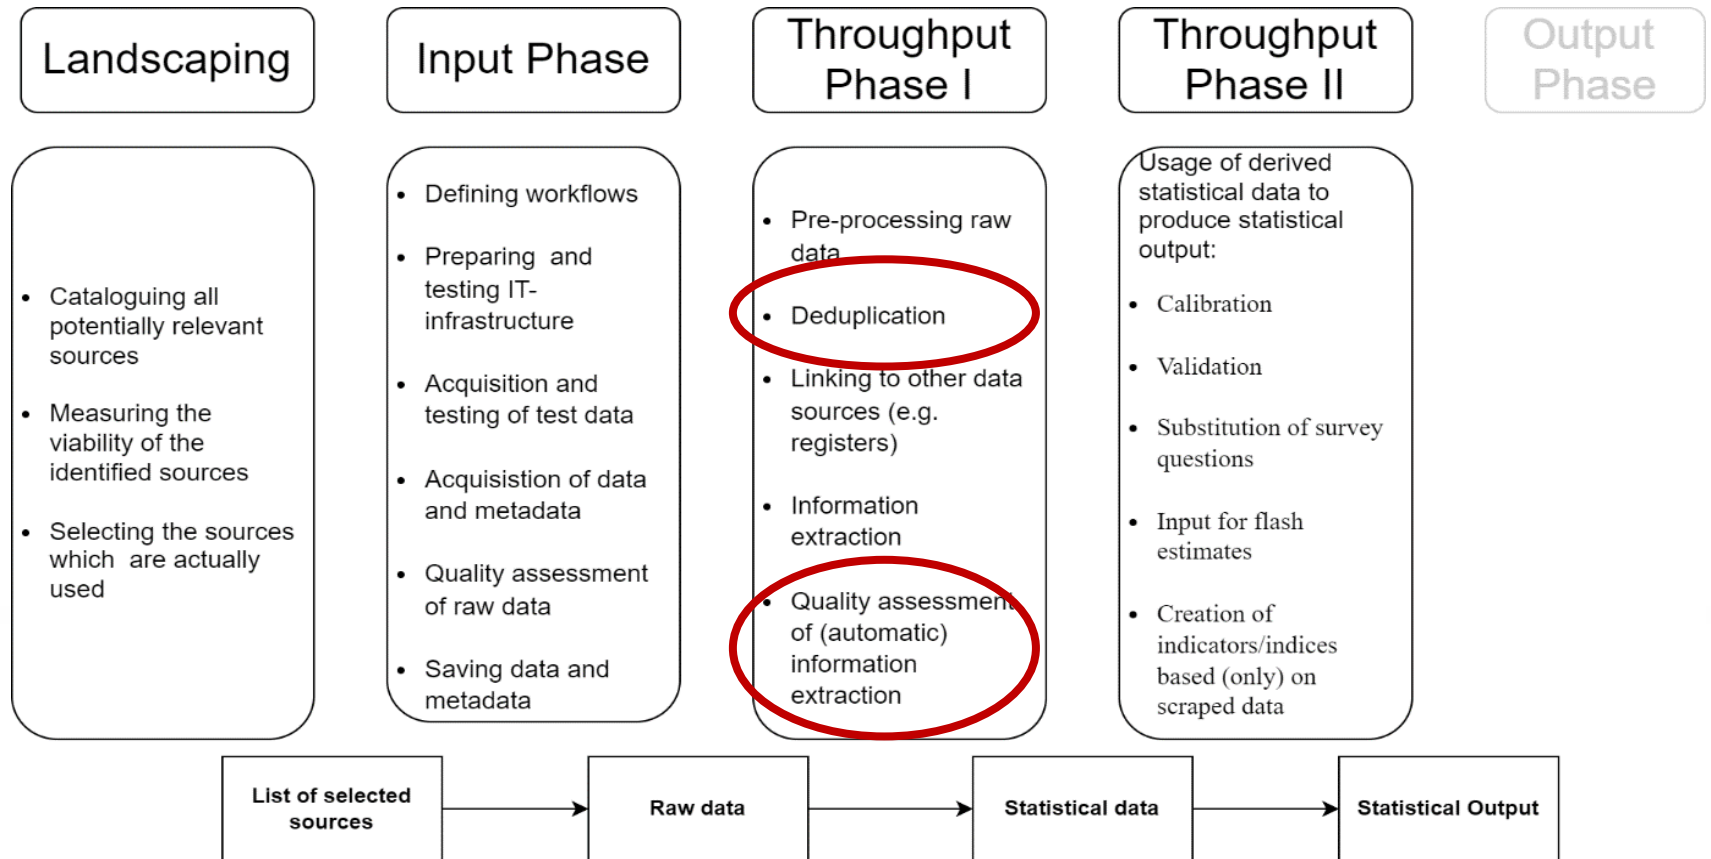 Landscaping
Input Phase
Throughput
Phase I
Throughput
Phase II
Output
Phase
• Cataloguing all
potentially relevant
sources
• Measuring the
viability of the
identified sources
• Selecting the sources
which are actually
used
• Defining workflows
• Preparing and
testing IT-
infrastructure
• Acquisition and
testing of test data
• Acquisistion of data
and metadata
• Quality assessment
of raw data
• Saving data and
metadata
• Pre-processing raw
data
• Deduplication
• Linking to other data
sources (e.g.
registers)
• Information
extraction
• Quality assessment
of (automatic)
information
extraction
Usage of derived
statistical data to
produce statistical
output:
• Calibration
• Validation
• Substitution of survey
questions
• Input for flash
estimates
• Creation of
indicators/indices
based (only) on
scraped data
List of selected
sources
Raw data
Statistical data
Statistical Output